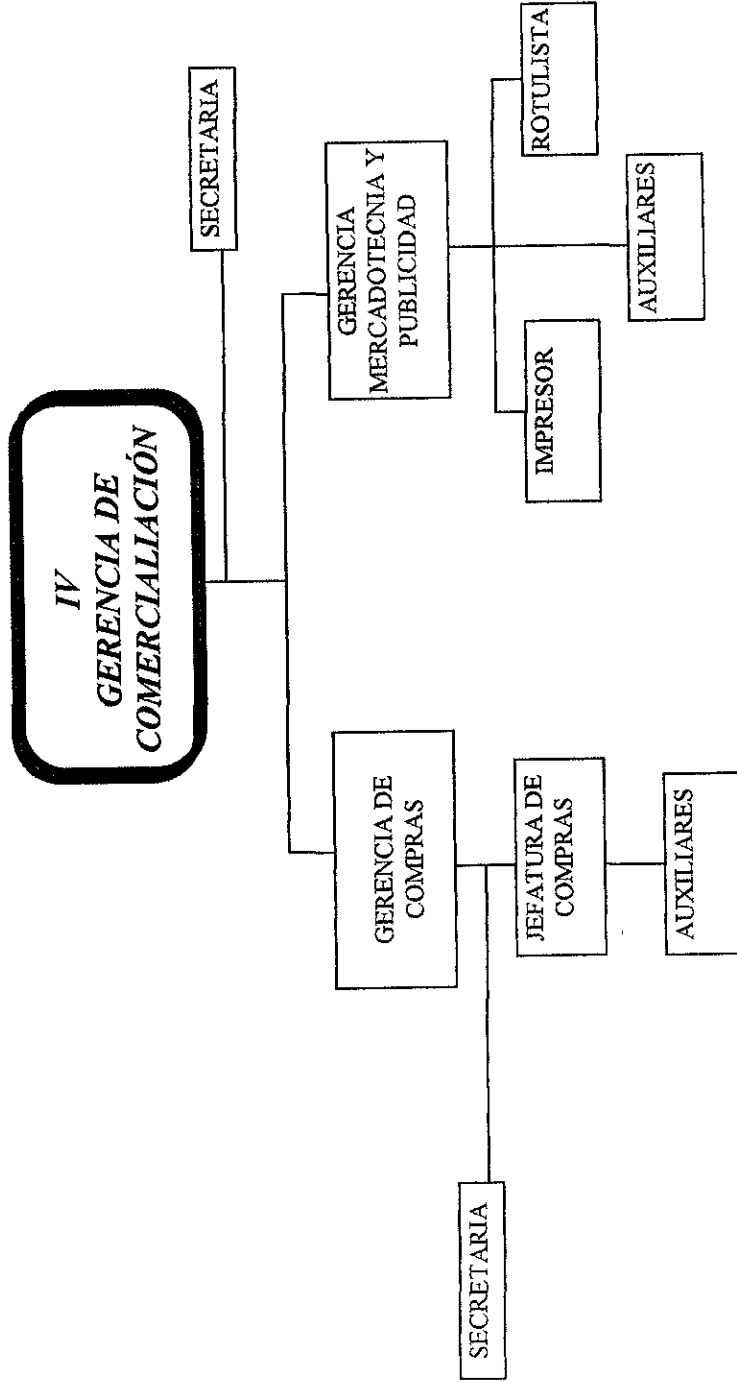 IV
GERENCIA DE
COMERCIALIACIÓN
SECRETARIA
GERENCIA DE
COMPRAS
GERENCIA
MERCADOTECNIA Y
PUBLICIDAD
SECRETARIA
JEFATURA DE
COMPRAS
AUXILIARES
IMPRESOR
ROTULISTA
AUXILIARES